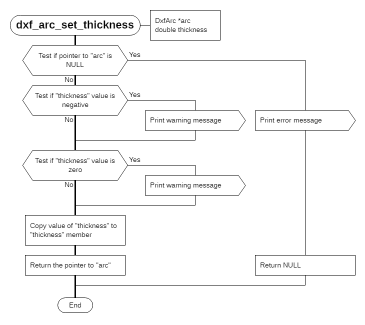 dxf_arc_set_thickness
DxfArc *arc
double thickness
Test if pointer to "arc" is
NULL
Yes
No
Test if "thickness" value is
negative
Yes
No
Print warning message
Print error message
Test if "thickness" value is
zero
Yes
No
Print warning message
Copy value of "thickness" to
"thickness" member
Return the pointer to "arc"
Return NULL
End